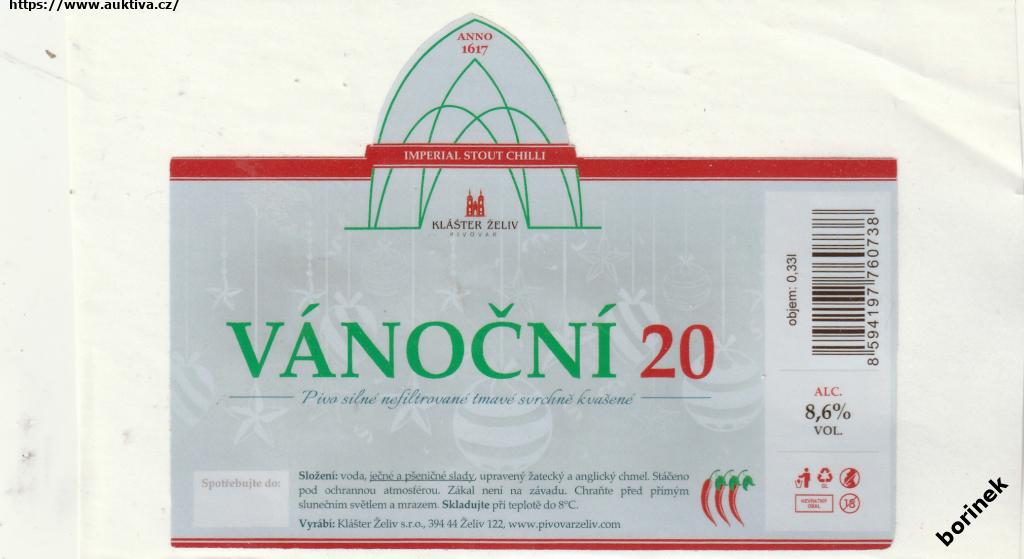 https://www.auktiva.cz/
ANNO
1617
IMPERIAL STOUT CHILLI
KLÁŠTER ŽELIV
PIVOVAR
VÁNOČNÍ 20
Pivo silné nefiltrované tmavé svrchně kvašené
Spotřebujte do:
Složení: voda, ječné a pšeničné slady, upravený žatecký a anglický chmel. Stáčeno
pod ochrannou atmosférou. Zákal není na závadu. Chraňte před přímým
slunečním světlem a mrazem. Skladujte při teplotě do 8°C.
Vyrábí: Klášter Želiv s.r.o., 394 44 Želiv 122, www.pivovarzeliv.com
objem: 0,33l
8 594197 760738
ALC.
8,6%
VOL.
GL
NEVRATNÝ
OBAL
18
borinek